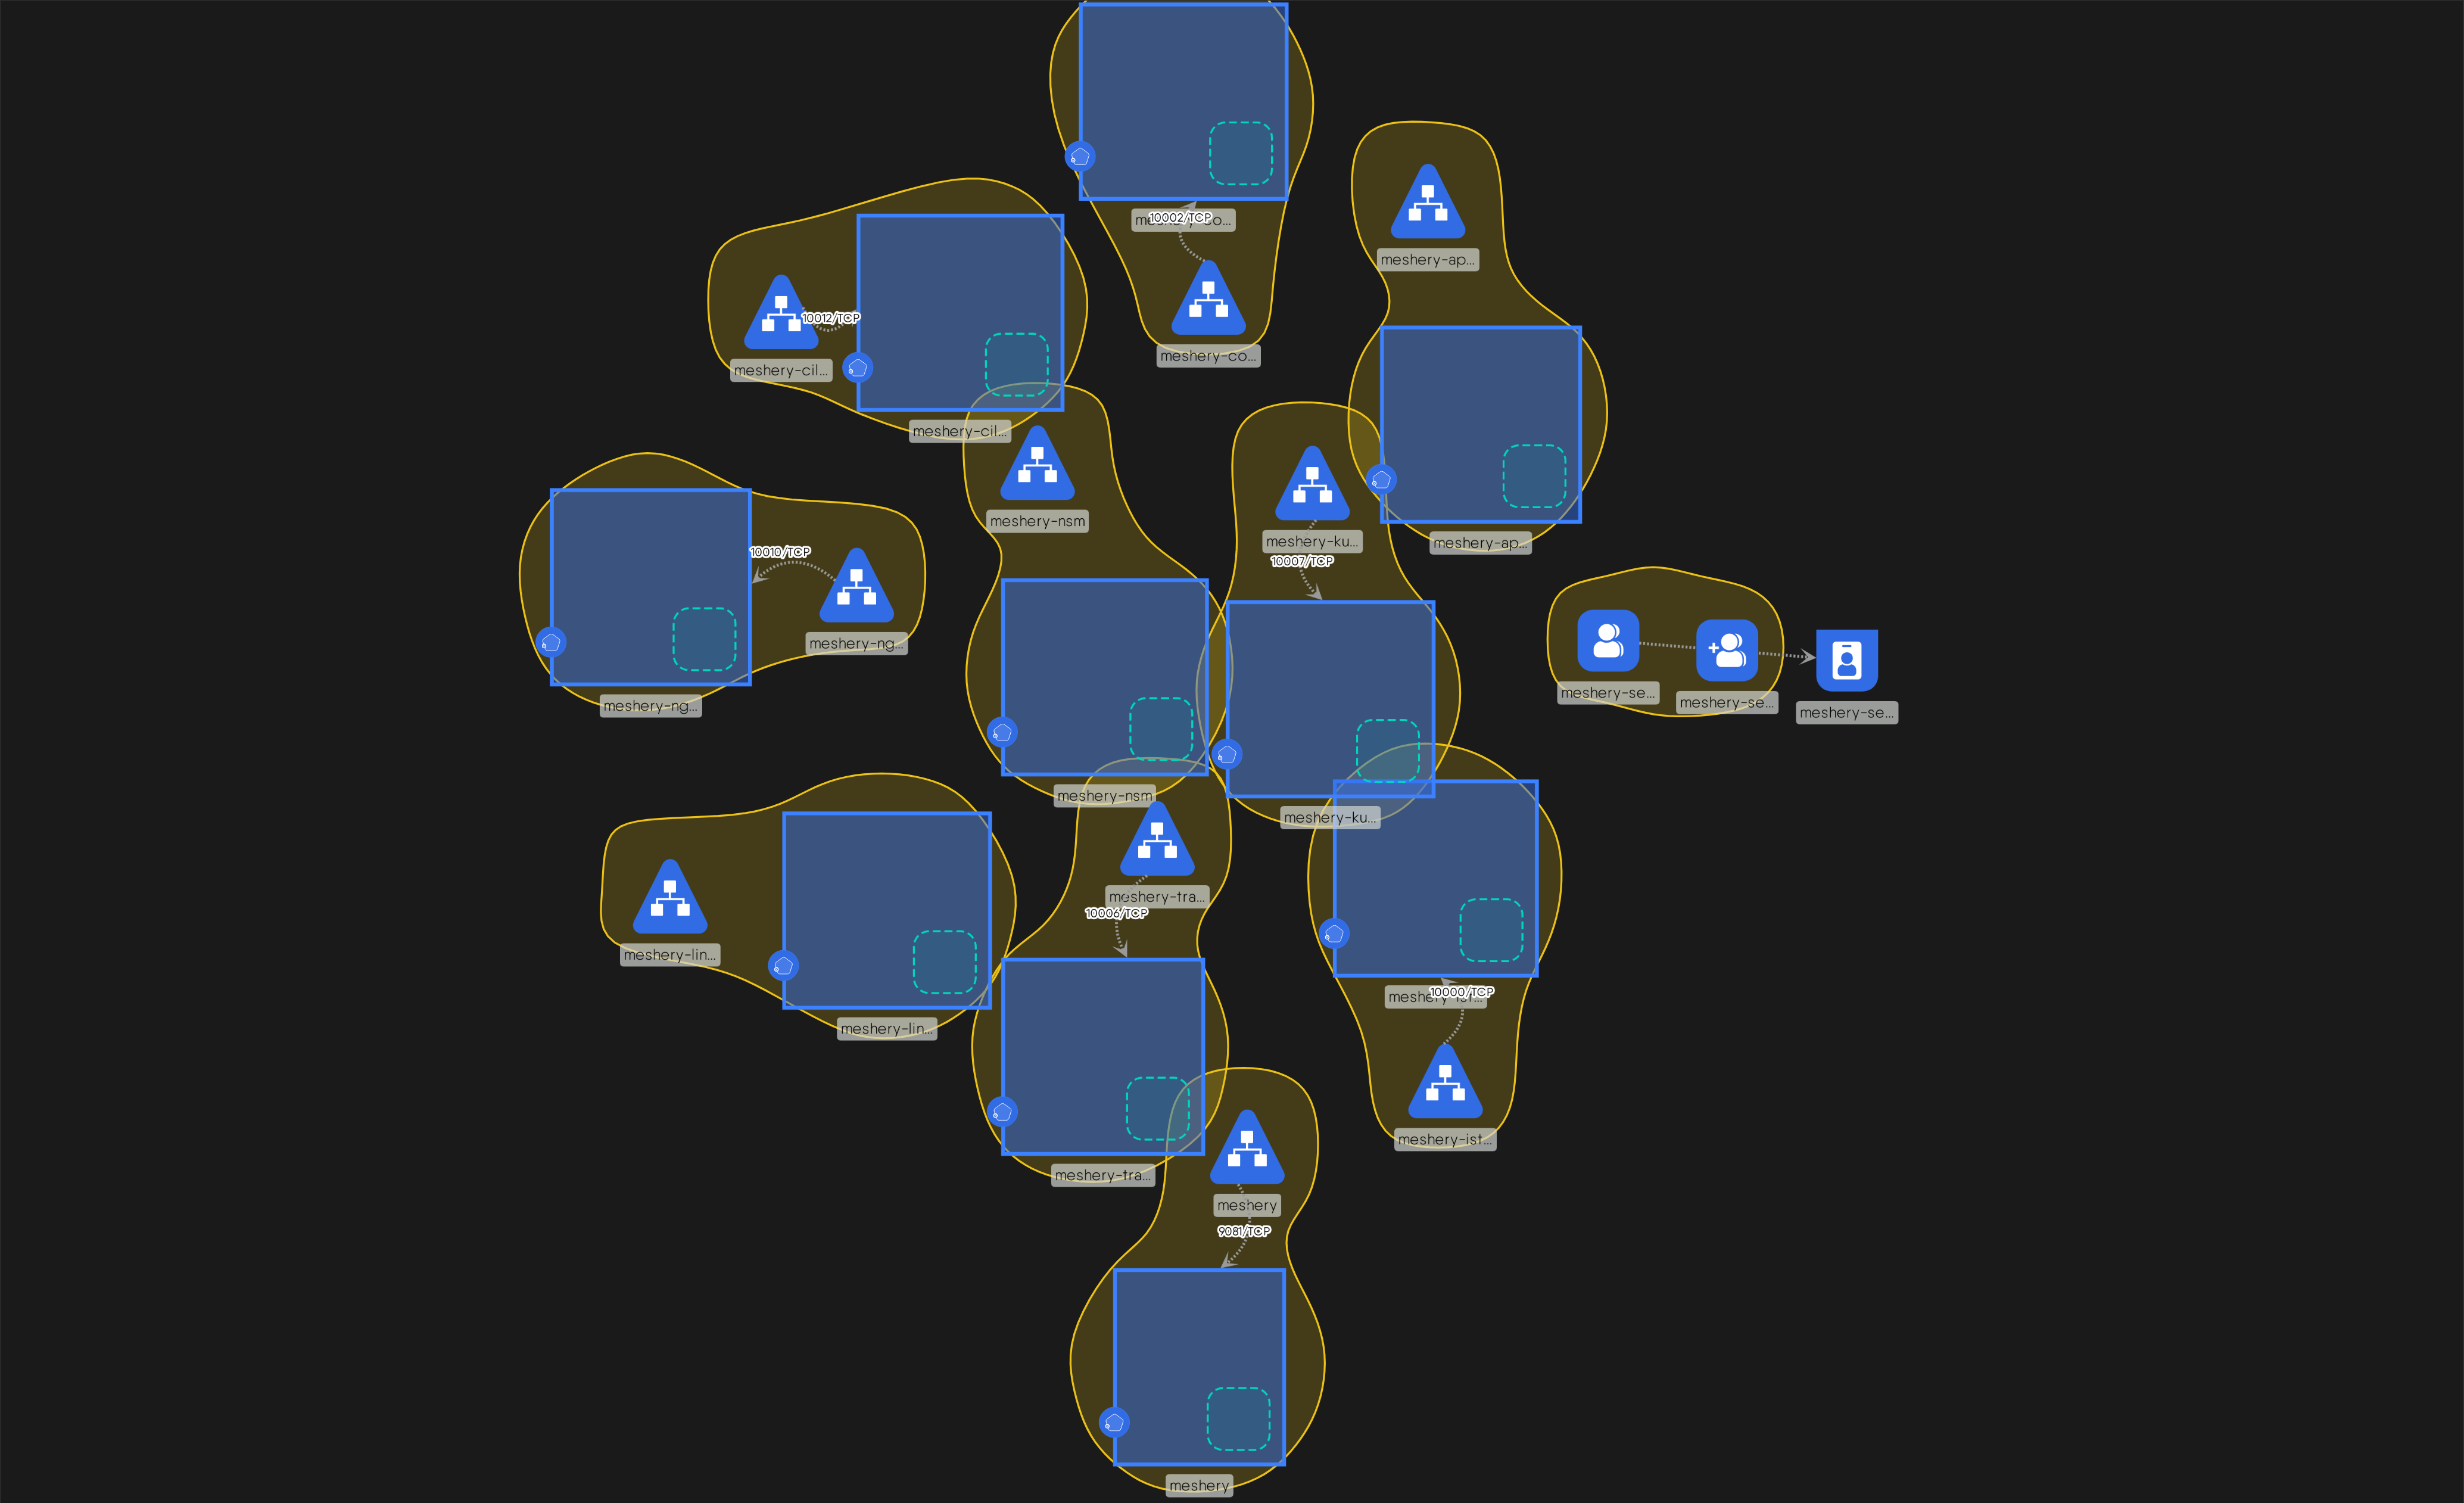 10002/TCP
meshery-ap...
10012/TCP
meshery-co...
meshery-cil...
meshery-cil...
meshery-nsm
meshery-ku...
meshery-ap...
10010/TCP
10007/TCP
meshery-ng...
meshery-se...
meshery-se...
meshery-se...
meshery-ng...
meshery-nsm
meshery-ku...
meshery-tra...
10006/TCP
meshery-lin...
10000/TCP
meshery-lin...
meshery-ist...
meshery-tra...
meshery
9081/TCP
meshery